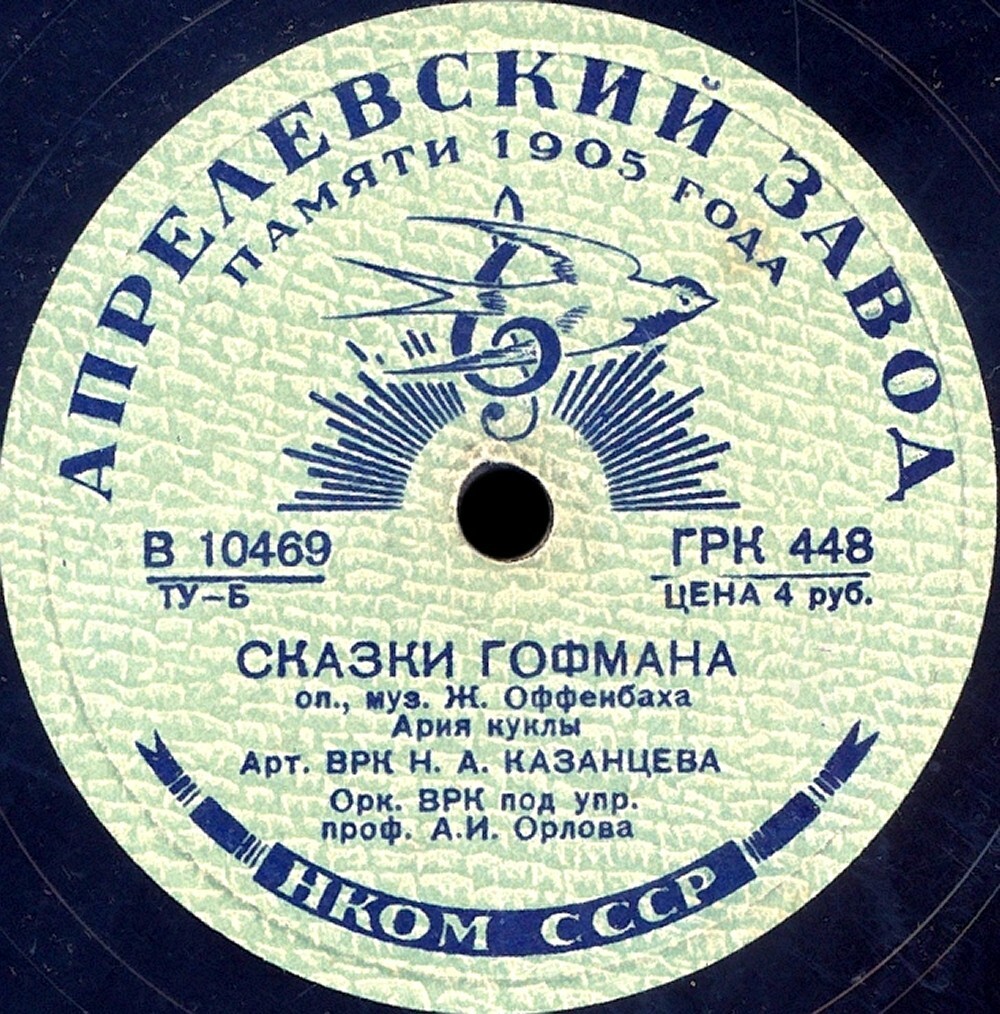 АПРЕЛЕВСКИЙ ЗАВОД
ПАМЯТИ 1905 ГОДА
В 10469
ТУ-Б
ГРК 448
ЦЕНА 4 руб.
СКАЗКИ ГОФМАНА
оп., муз. Ж. Оффенбаха
Ария куклы
Арт. ВРК Н. А. КАЗАНЦЕВА
Орк. ВРК под упр.
проф. А.И. Орлова
НКОМ СССР